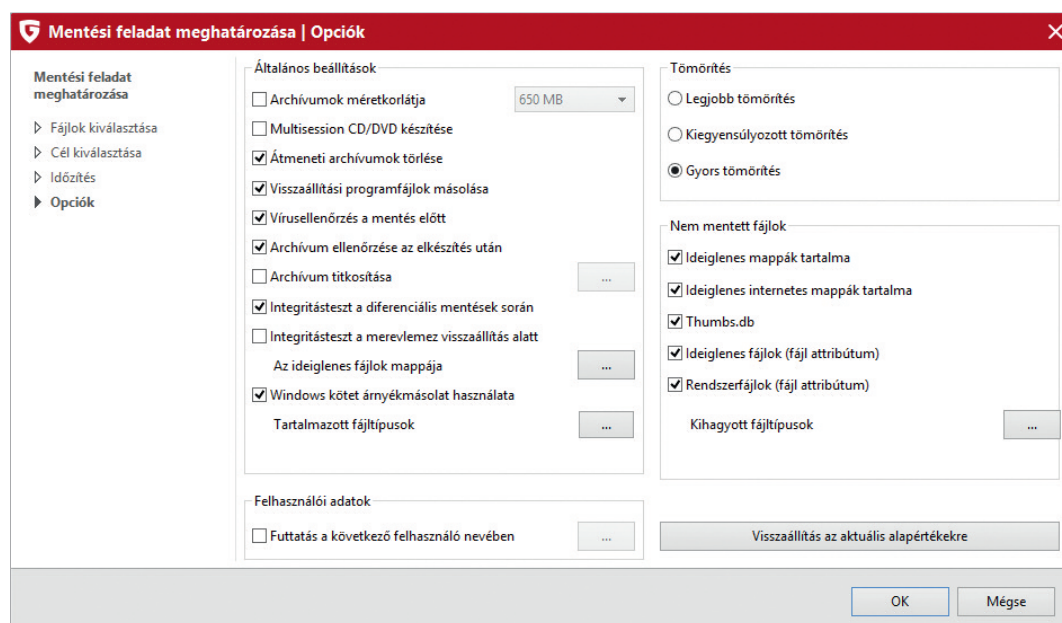 Mentési feladat meghatározása | Opciók
Mentési feladat
meghatározása
Fájlok kiválasztása
Cél kiválasztása
Időzítés
Opciók
Általános beállítások
Archívumok méretkorlátja
650 MB
Multisession CD/DVD készítése
Átmeneti archívumok törlése
Visszaállítási programfájlok másolása
Vírusellenőrzés a mentés előtt
Archívum ellenőrzése az elkészítés után
Archívum titkosítása
...
Integritásteszt a diferenciális mentések során
Integritásteszt a merevlemez visszaállítás alatt
Az ideiglenes fájlok mappája
...
Windows kötet árnyékmásolat használata
Tartalmazott fájltípusok
...
Felhasználói adatok
Futtatás a következő felhasználó nevében
...
Tömörítés
Legjobb tömörítés
Kiegyensúlyozott tömörítés
Gyors tömörítés
Nem mentett fájlok
Ideiglenes mappák tartalma
Ideiglenes internetes mappák tartalma
Thumbs.db
Ideiglenes fájlok (fájl attribútum)
Rendszerfájlok (fájl attribútum)
Kihagyott fájltípusok
...
Visszaállítás az aktuális alapértékekre
OK
Mégse